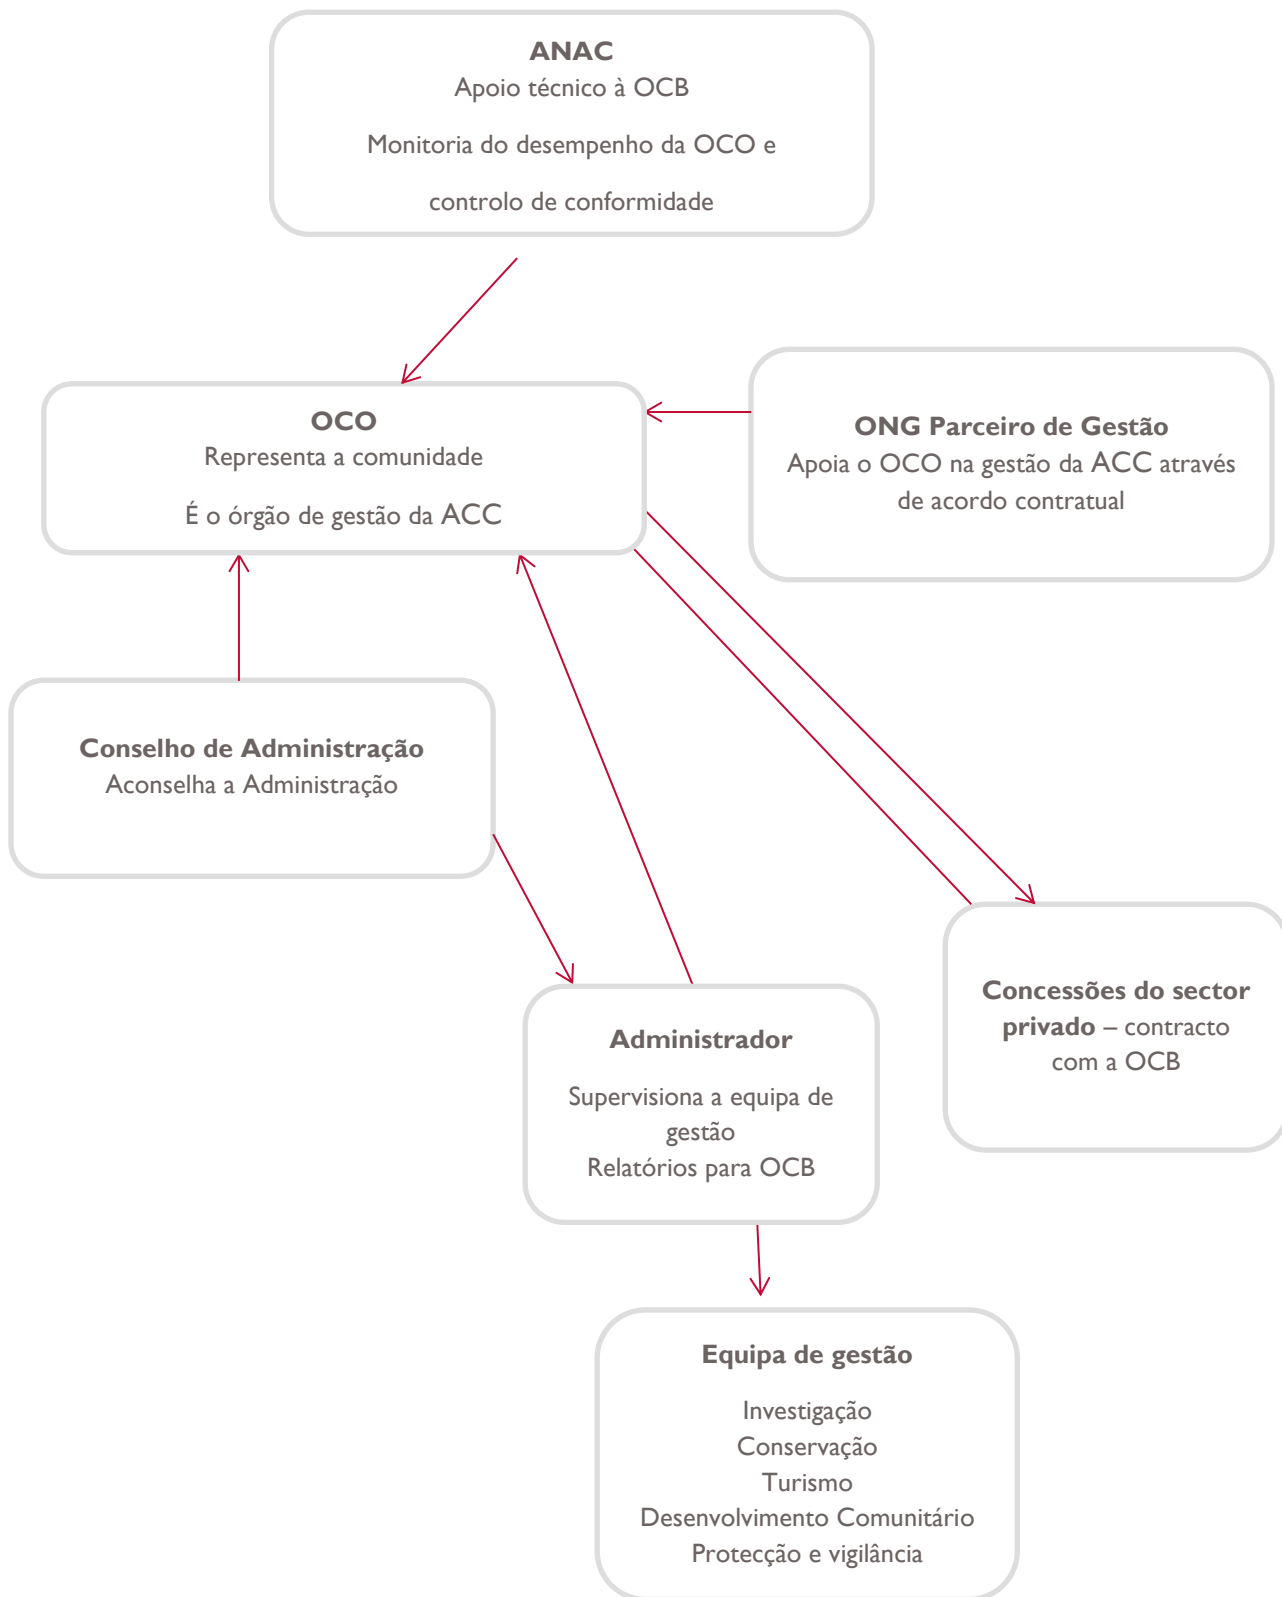 ANAC
Apoio técnico à OCB
Monitoria do desempenho da OCO e
controlo de conformidade
OCO
Representa a comunidade
É o órgão de gestão da ACC
ONG Parceiro de Gestão
Apoia o OCO na gestão da ACC através
de acordo contratual
Conselho de Administração
Aconselha a Administração
Concessões do sector
privado – contracto
com a OCB
Administrador
Supervisiona a equipa de
gestão
Relatórios para OCB
Equipa de gestão
Investigação
Conservação
Turismo
Desenvolvimento Comunitário
Protecção e vigilância